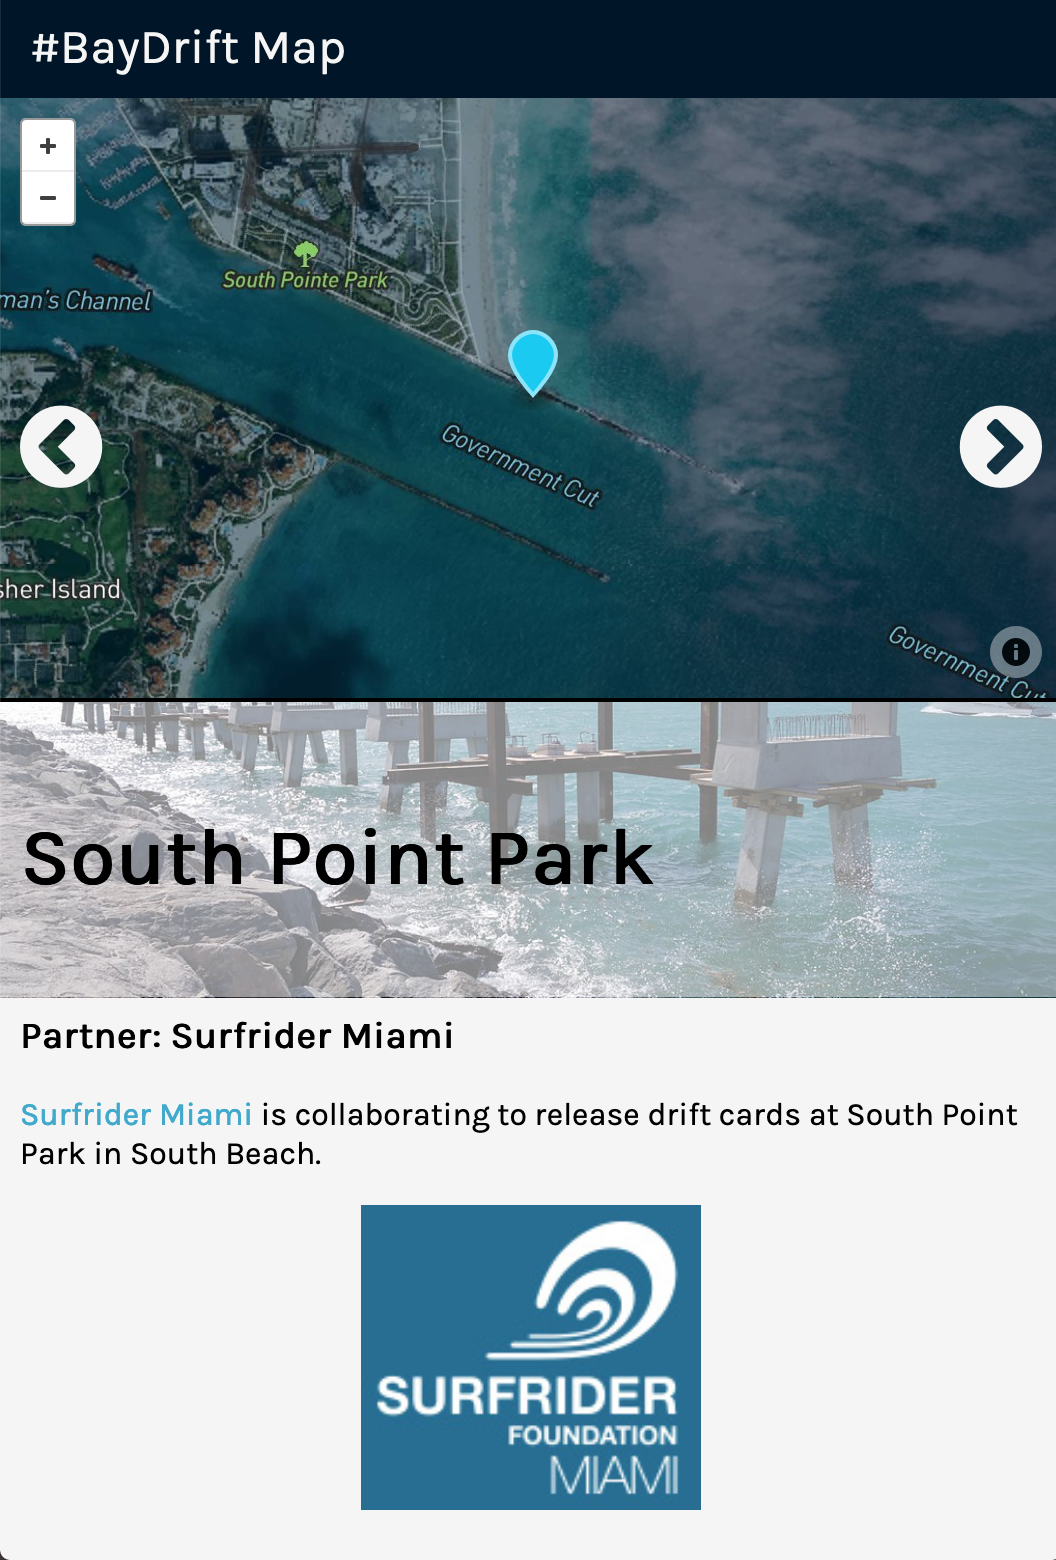 #BayDrift Map
+
−
South Pointe Park
man's Channel
Government Cut
sher Island
Government Cut
South Point Park
Partner: Surfrider Miami
Surfrider Miami is collaborating to release drift cards at South Point
Park in South Beach.
SURFRIDER
FOUNDATION
MIAMI